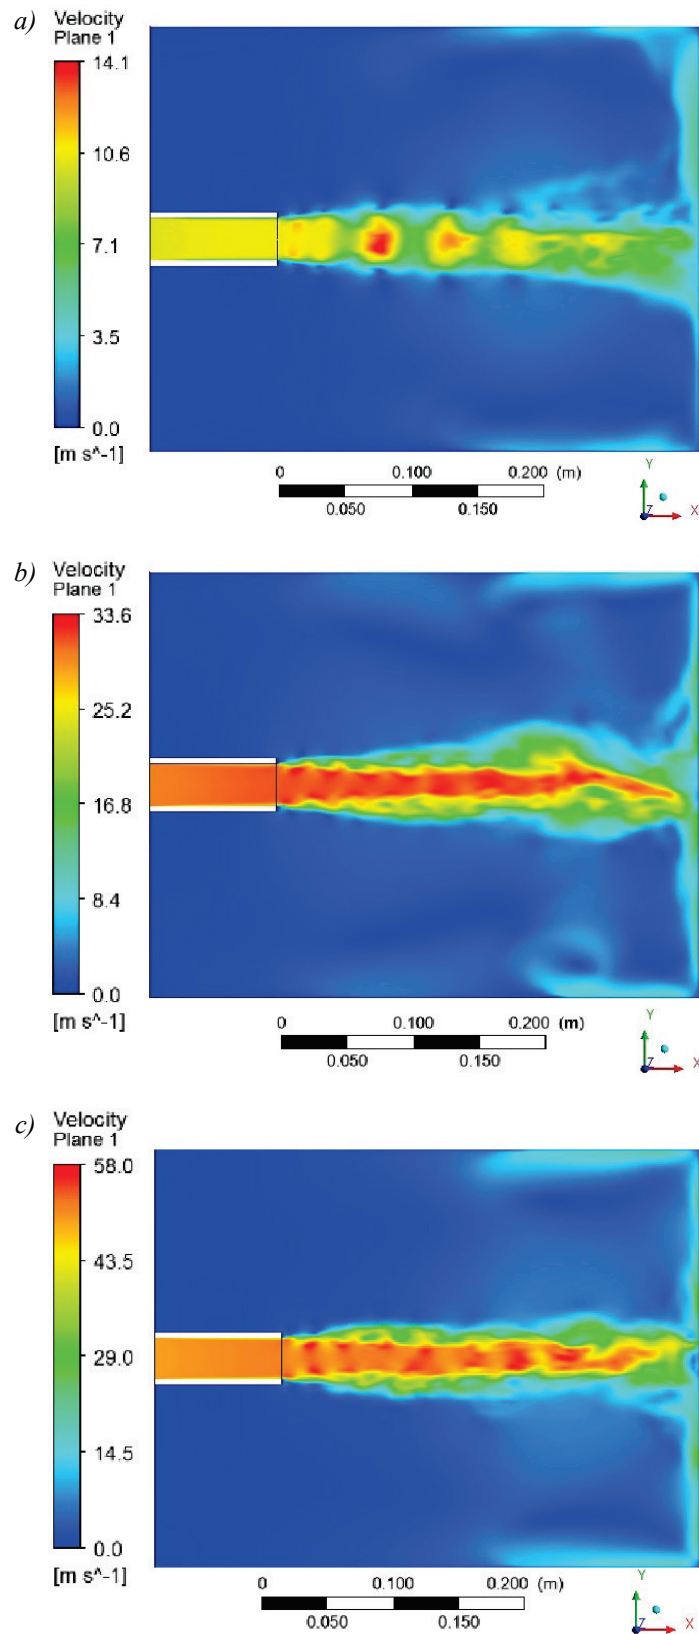 a) Velocity
Plane 1
14.1
10.6
7.1
3.5
0.0
[m s^-1]
0 0.100 0.200 (m)
0.050 0.150
Y
Z X
b) Velocity
Plane 1
33.6
25.2
16.8
8.4
0.0
[m s^-1]
0 0.100 0.200 (m)
0.050 0.150
Y
Z X
c) Velocity
Plane 1
58.0
43.5
29.0
14.5
0.0
[m s^-1]
0 0.100 0.200 (m)
0.050 0.150
Y
Z X